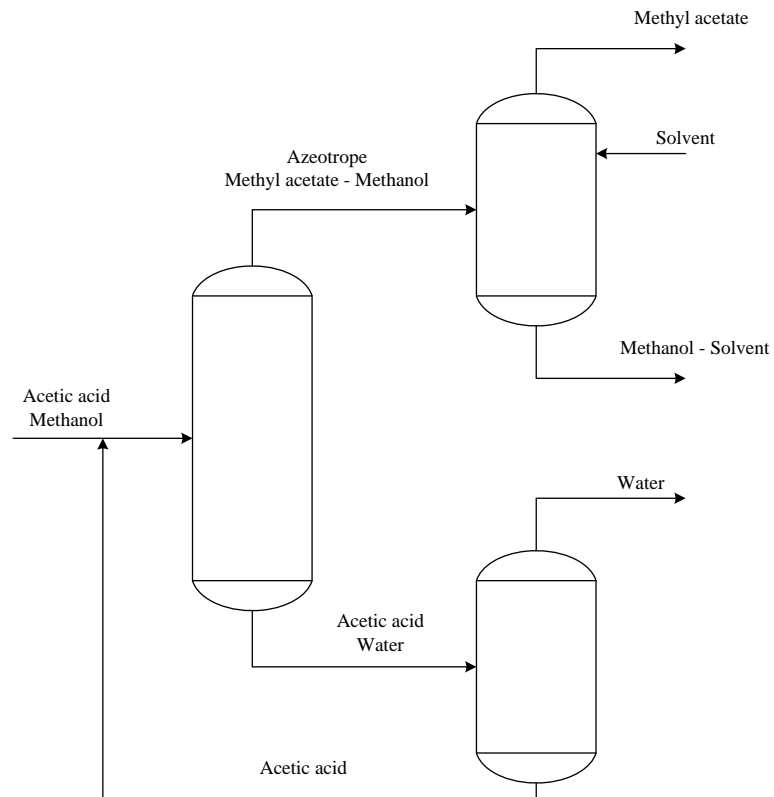 Methyl acetate
Solvent
Azeotrope
Methyl acetate - Methanol
Methanol - Solvent
Acetic acid
Methanol
Water
Acetic acid
Water
Acetic acid